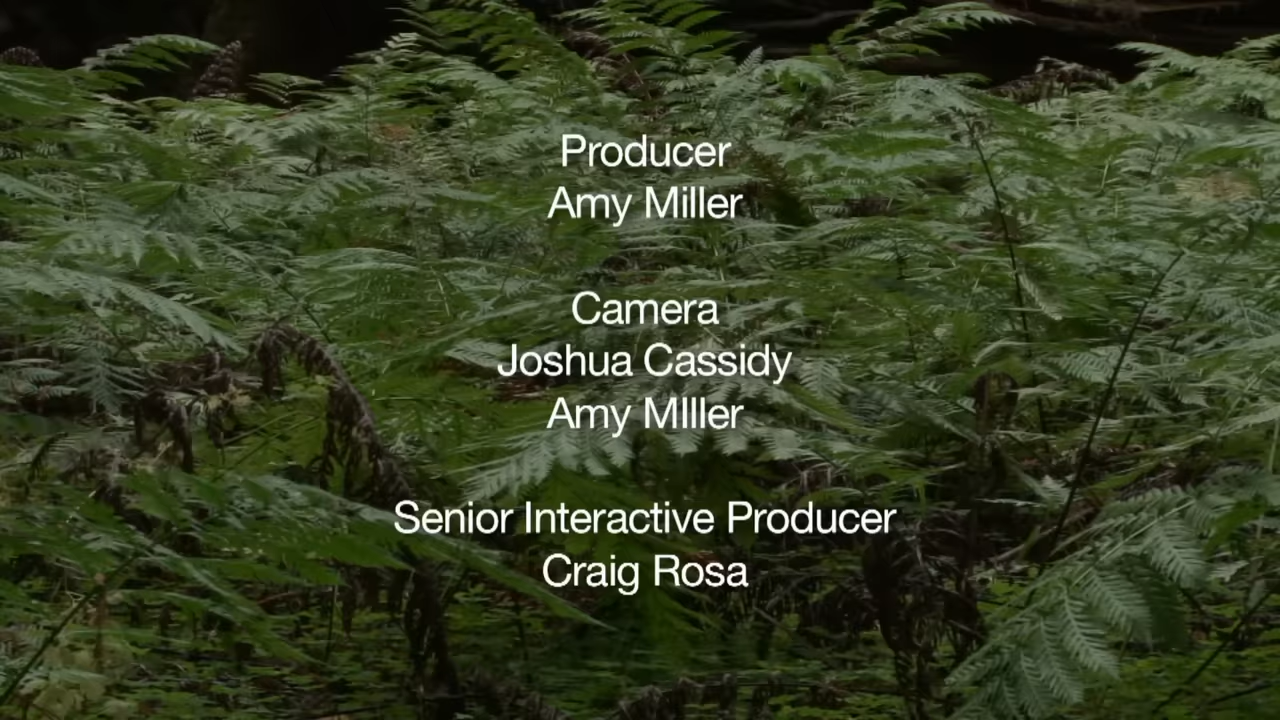 Producer
Amy Miller
Camera
Joshua Cassidy
Amy MIller
Senior Interactive Producer
Craig Rosa